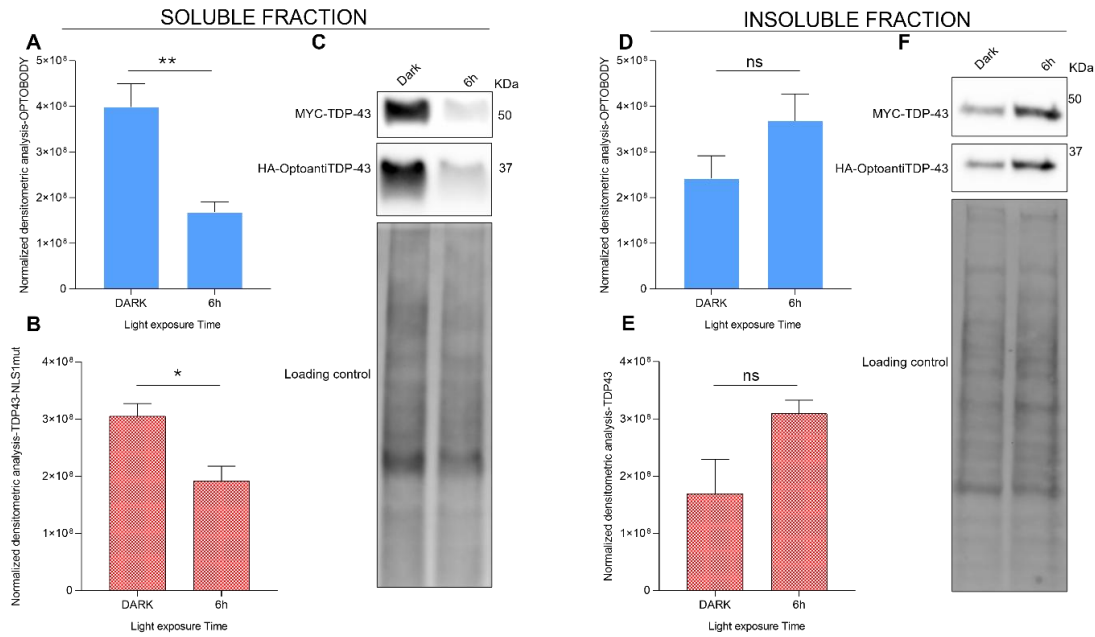 SOLUBLE FRACTION
A
Normalized densitometric analysis-OPTOBODY
5×10⁸
4×10⁸
3×10⁸
2×10⁸
1×10⁸
0
**
DARK
6h
Light exposure Time
B
Normalized densitometric analysis-TDP43-NLS1mut
4×10⁸
3×10⁸
2×10⁸
1×10⁸
0
*
DARK
6h
Light exposure Time
C
Dark
6h
KDa
MYC-TDP-43
50
HA-OptoantiTDP-43
37
Loading control
INSOLUBLE FRACTION
D
Normalized densitometric analysis-OPTOBODY
5×10⁸
4×10⁸
3×10⁸
2×10⁸
1×10⁸
0
ns
DARK
6h
Light exposure Time
E
Normalized densitometric analysis-TDP43
4×10⁸
3×10⁸
2×10⁸
1×10⁸
0
ns
DARK
6h
Light exposure Time
F
Dark
6h
KDa
MYC-TDP-43
50
HA-OptoantiTDP-43
37
Loading control